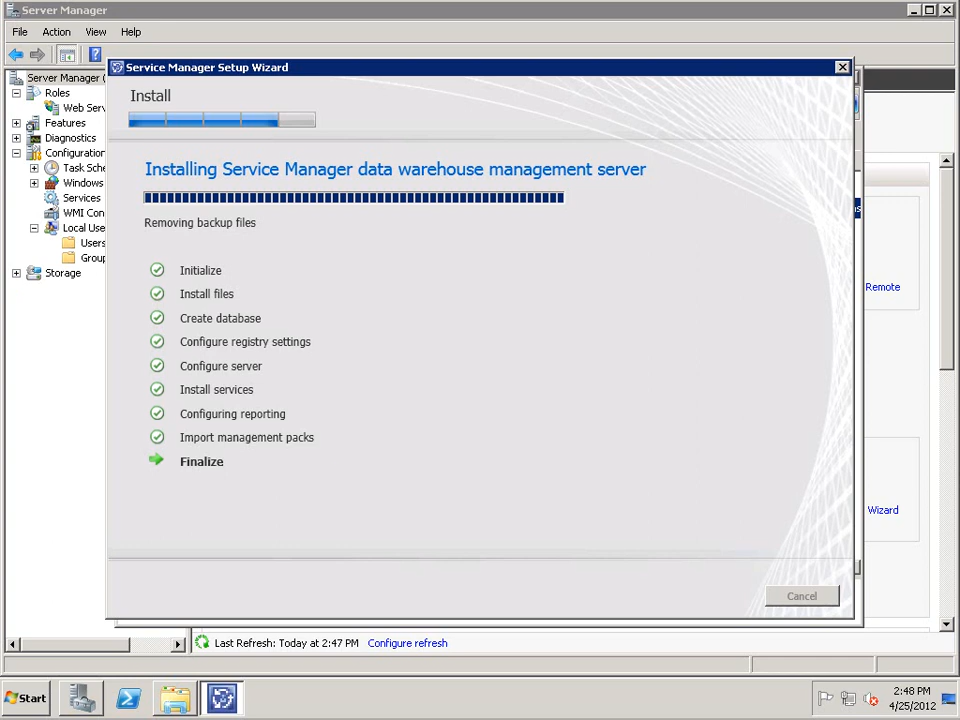 Server Manager
File Action View Help
Server Manager (
Roles
Web Serv
Features
Diagnostics
Configuration
Task Sche
Windows
Services
WMI Con
Local Use
Users
Group
Storage
Service Manager Setup Wizard
Install
Installing Service Manager data warehouse management server
Removing backup files
Initialize
Install files
Create database
Configure registry settings
Configure server
Install services
Configuring reporting
Import management packs
Finalize
Cancel
Remote
Wizard
Last Refresh: Today at 2:47 PM Configure refresh
Start
2:48 PM
4/25/2012